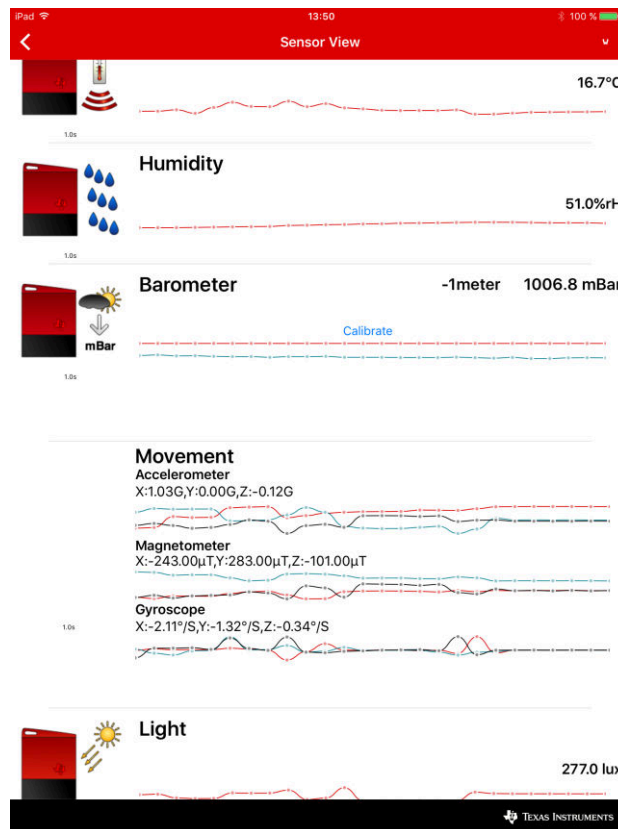 iPad 13:50 100 %
Sensor View
16.7°C
1.0s
Humidity
51.0%rH
1.0s
Barometer -1meter 1006.8 mBar
Calibrate
mBar
1.0s
Movement
Accelerometer
X:1.03G,Y:0.00G,Z:-0.12G
Magnetometer
X:-243.00µT,Y:283.00µT,Z:-101.00µT
Gyroscope
1.0s
X:-2.11°/S,Y:-1.32°/S,Z:-0.34°/S
Light
277.0 lux
TEXAS INSTRUMENTS